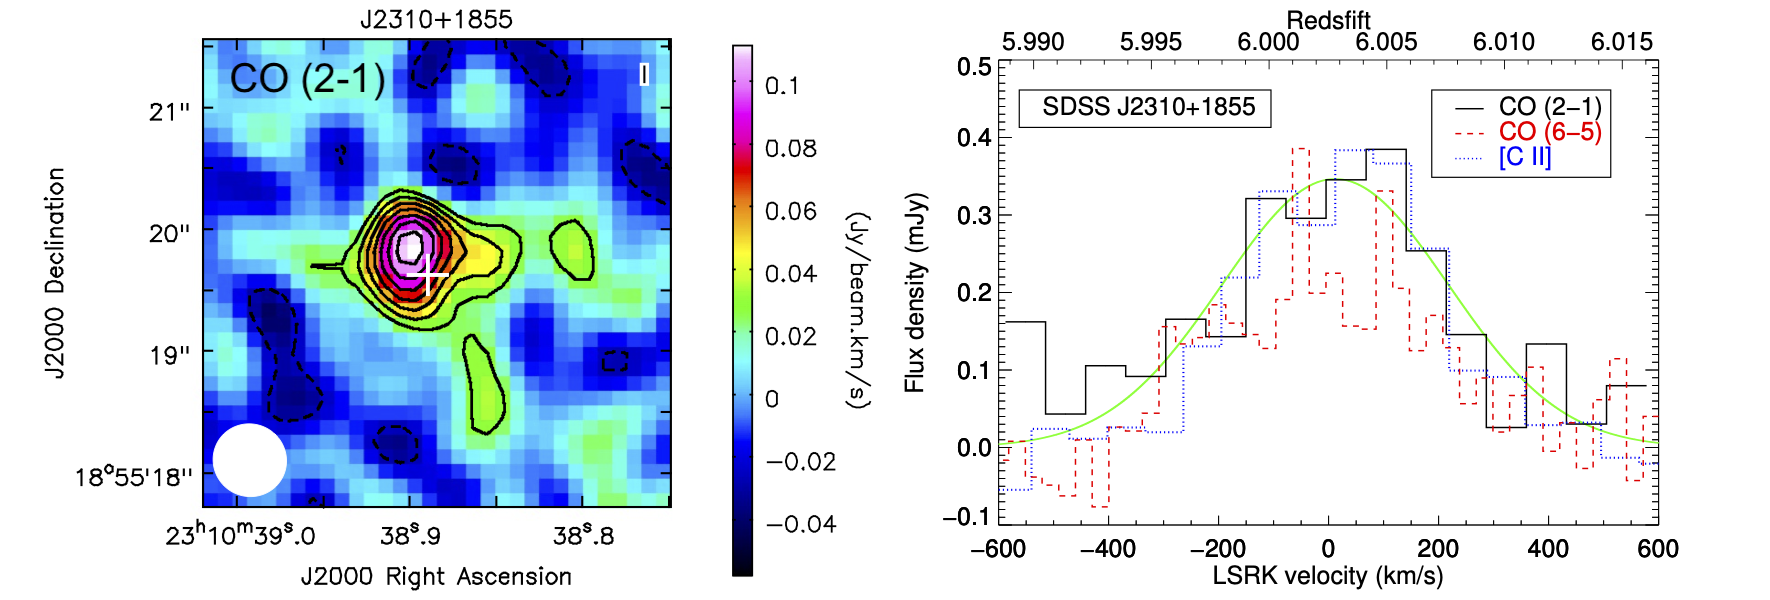 J2310+1855
CO (2-1)
I
21"
20"
19"
18°55'18"
J2000 Declination
23ʰ10ᵐ39ˢ.0
38ˢ.9
38ˢ.8
J2000 Right Ascension
0.1
0.08
0.06
0.04
0.02
0
−0.02
−0.04
(Jy/beam.km/s)
Redsfift
5.990 5.995 6.000 6.005 6.010 6.015
SDSS J2310+1855
CO (2−1)
CO (6−5)
[C II]
0.5
0.4
0.3
0.2
0.1
0.0
−0.1
Flux density (mJy)
−600 −400 −200 0 200 400 600
LSRK velocity (km/s)